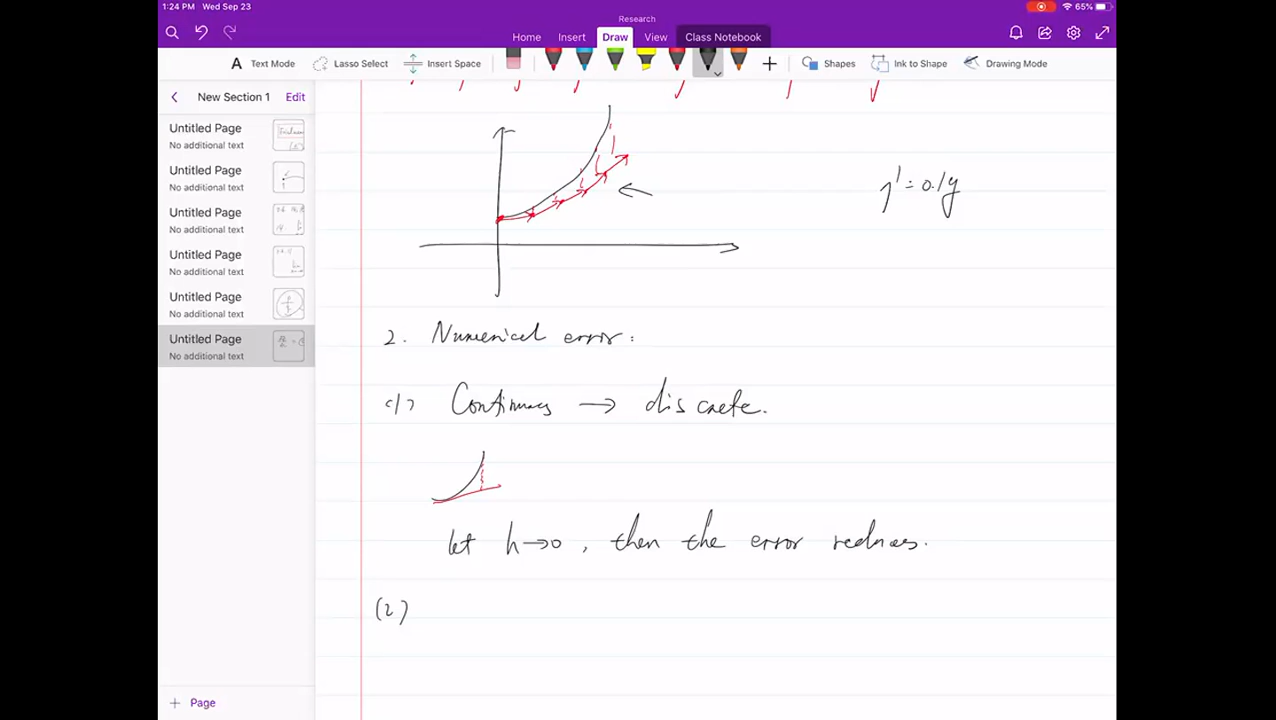 1:24 PM Wed Sep 23
65%
Research
Home Insert Draw View Class Notebook
Text Mode Lasso Select Insert Space Shapes Ink to Shape Drawing Mode
New Section 1 Edit
Untitled Page
No additional text
Untitled Page
No additional text
Untitled Page
No additional text
Untitled Page
No additional text
Untitled Page
No additional text
Untitled Page
No additional text
Page
y' = 0.1y
2. Numerical error:
(1) Continuous → discrete.
let h→0, then the error reduces.
(2)